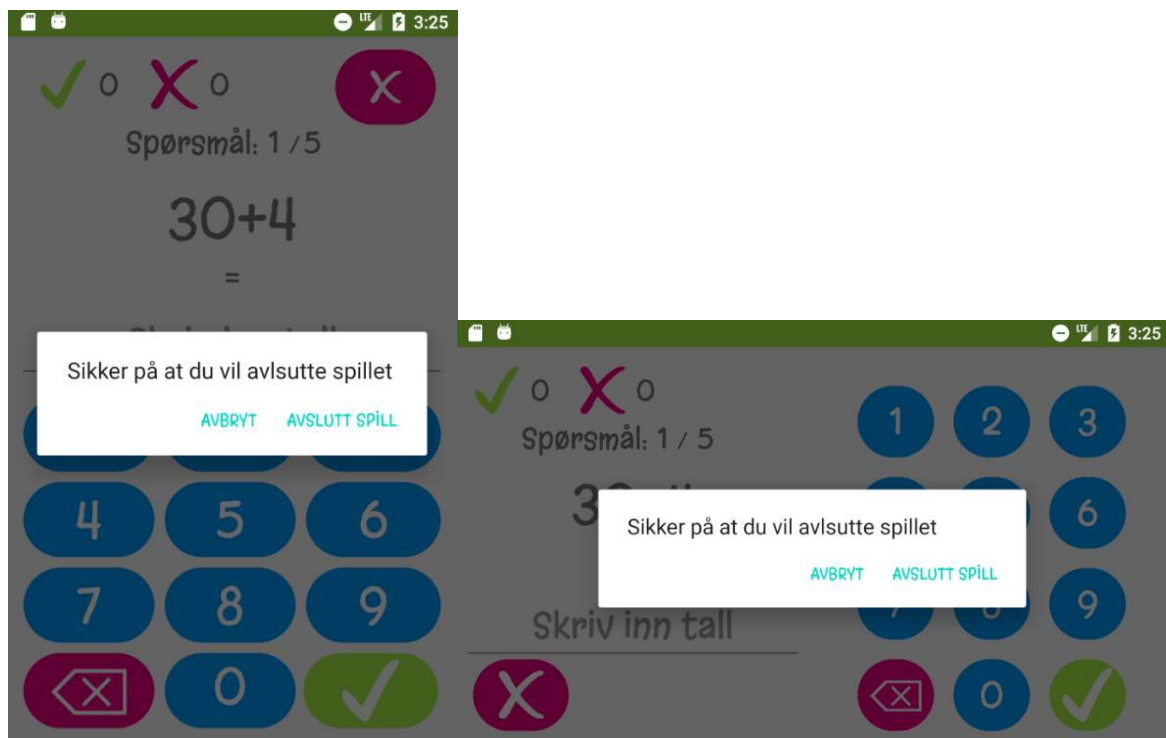 LTE 3:25
0 0
Spørsmål: 1 / 5
30+4
=
Sikker på at du vil avlsutte spillet
AVBRYT AVSLUTT SPILL
4 5 6
7 8 9
0
LTE 3:25
0 0
Spørsmål: 1 / 5
Sikker på at du vil avlsutte spillet
AVBRYT AVSLUTT SPILL
Skriv inn tall
1 2 3
6
9
0